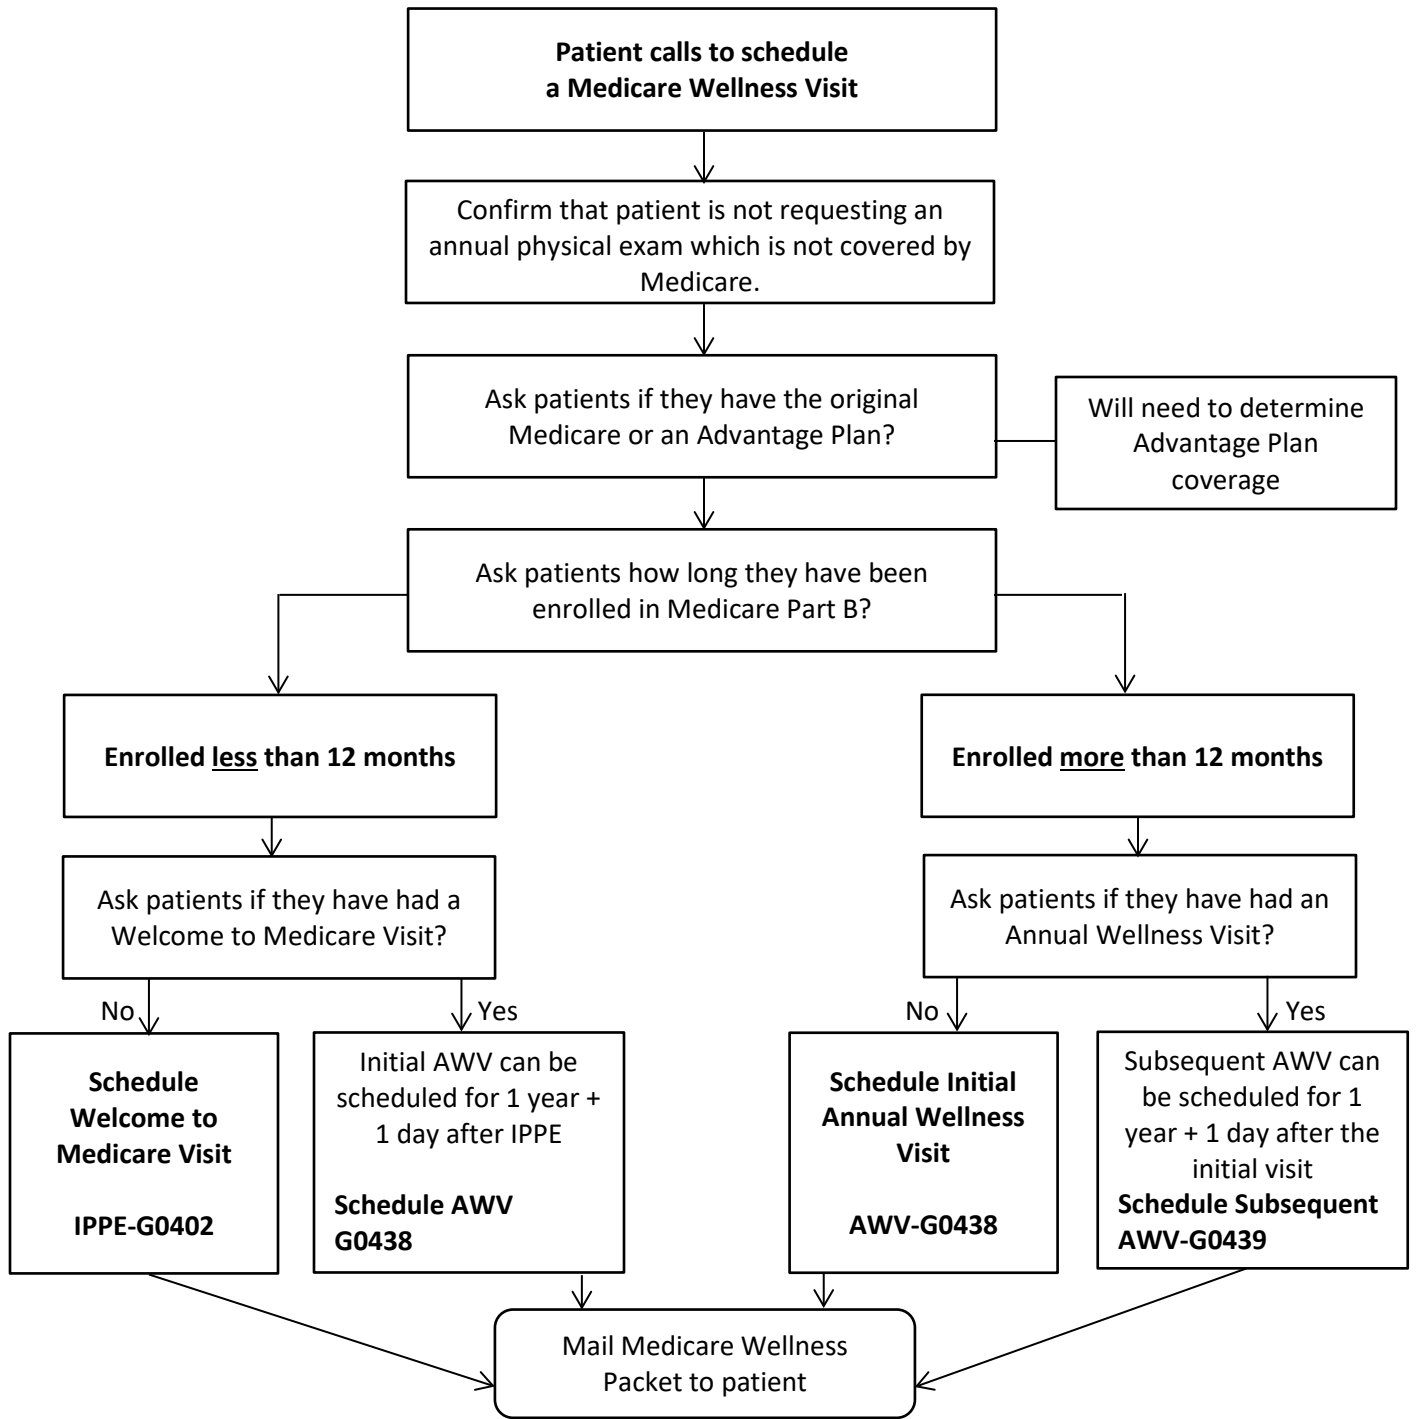 Patient calls to schedule
a Medicare Wellness Visit
Confirm that patient is not requesting an
annual physical exam which is not covered by
Medicare.
Ask patients if they have the original
Medicare or an Advantage Plan?
Will need to determine
Advantage Plan
coverage
Ask patients how long they have been
enrolled in Medicare Part B?
Enrolled less than 12 months
Enrolled more than 12 months
Ask patients if they have had a
Welcome to Medicare Visit?
Ask patients if they have had an
Annual Wellness Visit?
No
Yes
No
Yes
Schedule
Welcome to
Medicare Visit
IPPE-G0402
Initial AWV can be
scheduled for 1 year +
1 day after IPPE
Schedule AWV
G0438
Schedule Initial
Annual Wellness
Visit
AWV-G0438
Subsequent AWV can
be scheduled for 1
year + 1 day after the
initial visit
Schedule Subsequent
AWV-G0439
Mail Medicare Wellness
Packet to patient